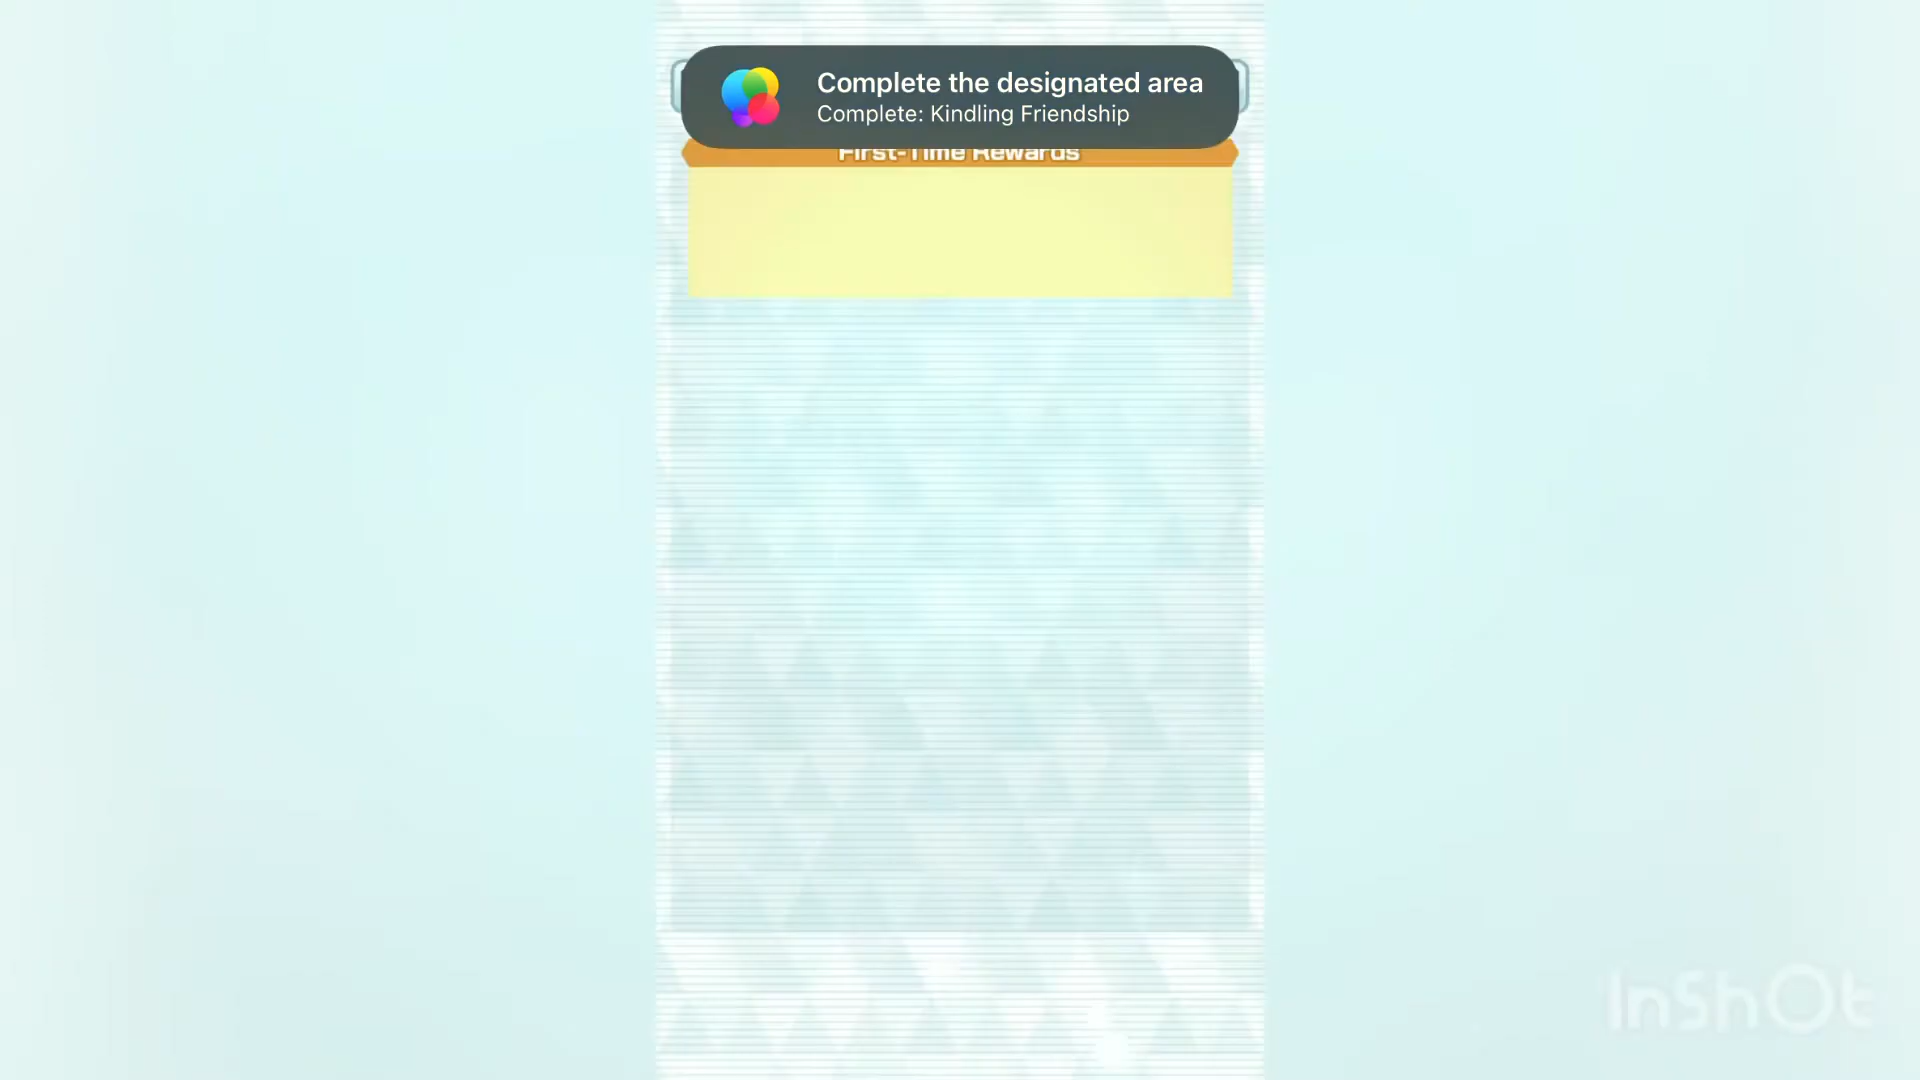 Complete the designated area
Complete: Kindling Friendship
First-Time Rewards
InShOt